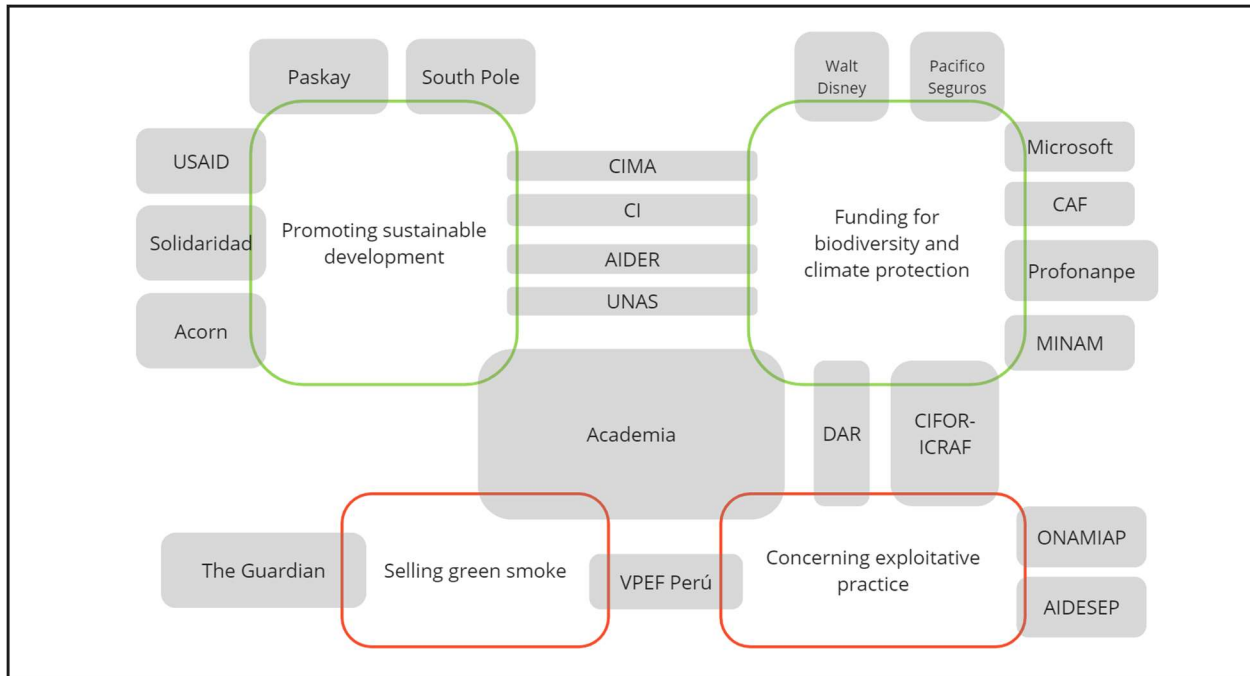 Paskay
South Pole
Walt
Disney
Pacifico
Seguros
USAID
Solidaridad
Acorn
Promoting sustainable
development
CIMA
CI
AIDER
UNAS
Funding for
biodiversity and
climate protection
Microsoft
CAF
Profonanpe
MINAM
Academia
DAR
CIFOR-
ICRAF
The Guardian
Selling green smoke
VPEF Perú
Concerning exploitative
practice
ONAMIAP
AIDESEP